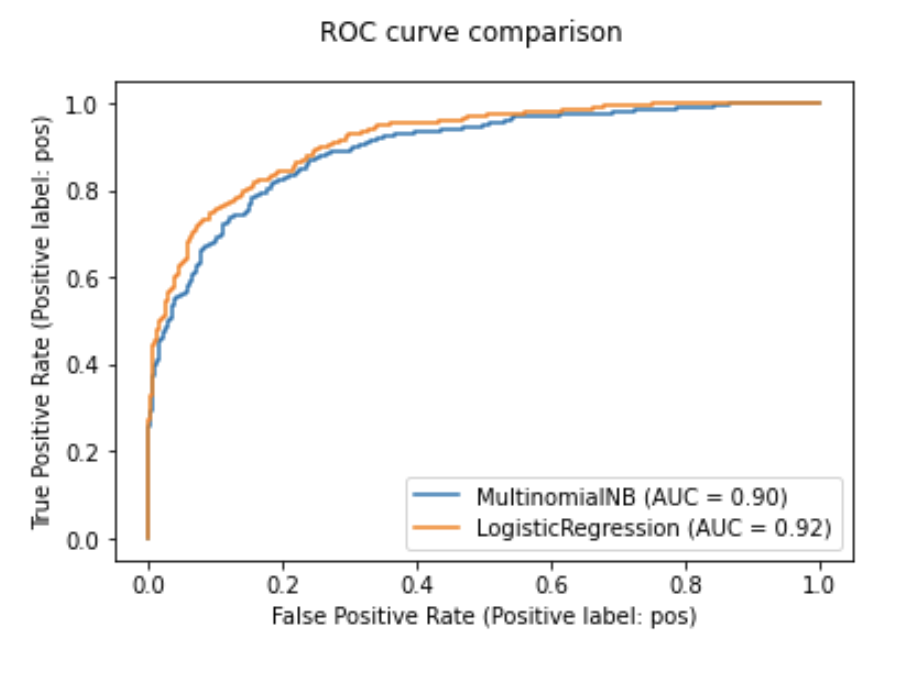 ROC curve comparison
True Positive Rate (Positive label: pos)
1.0
0.8
0.6
0.4
0.2
0.0
MultinomialNB (AUC = 0.90)
LogisticRegression (AUC = 0.92)
0.0 0.2 0.4 0.6 0.8 1.0
False Positive Rate (Positive label: pos)